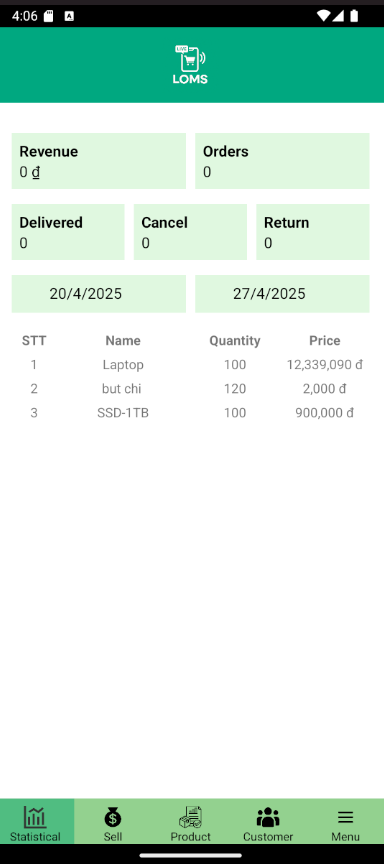 4:06
LIVE
LOMS
Revenue Orders
0 ₫ 0
Delivered Cancel Return
0 0 0
20/4/2025 27/4/2025
STT Name Quantity Price
1 Laptop 100 12,339,090 đ
2 but chi 120 2,000 đ
3 SSD-1TB 100 900,000 đ
Statistical Sell Product Customer Menu